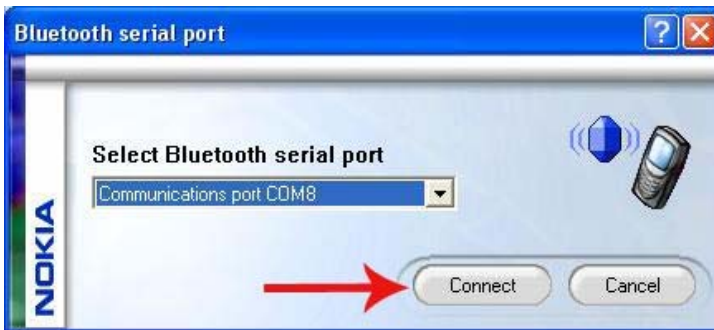 Bluetooth serial port
Select Bluetooth serial port
Communications port COM8
NOKIA
Connect
Cancel